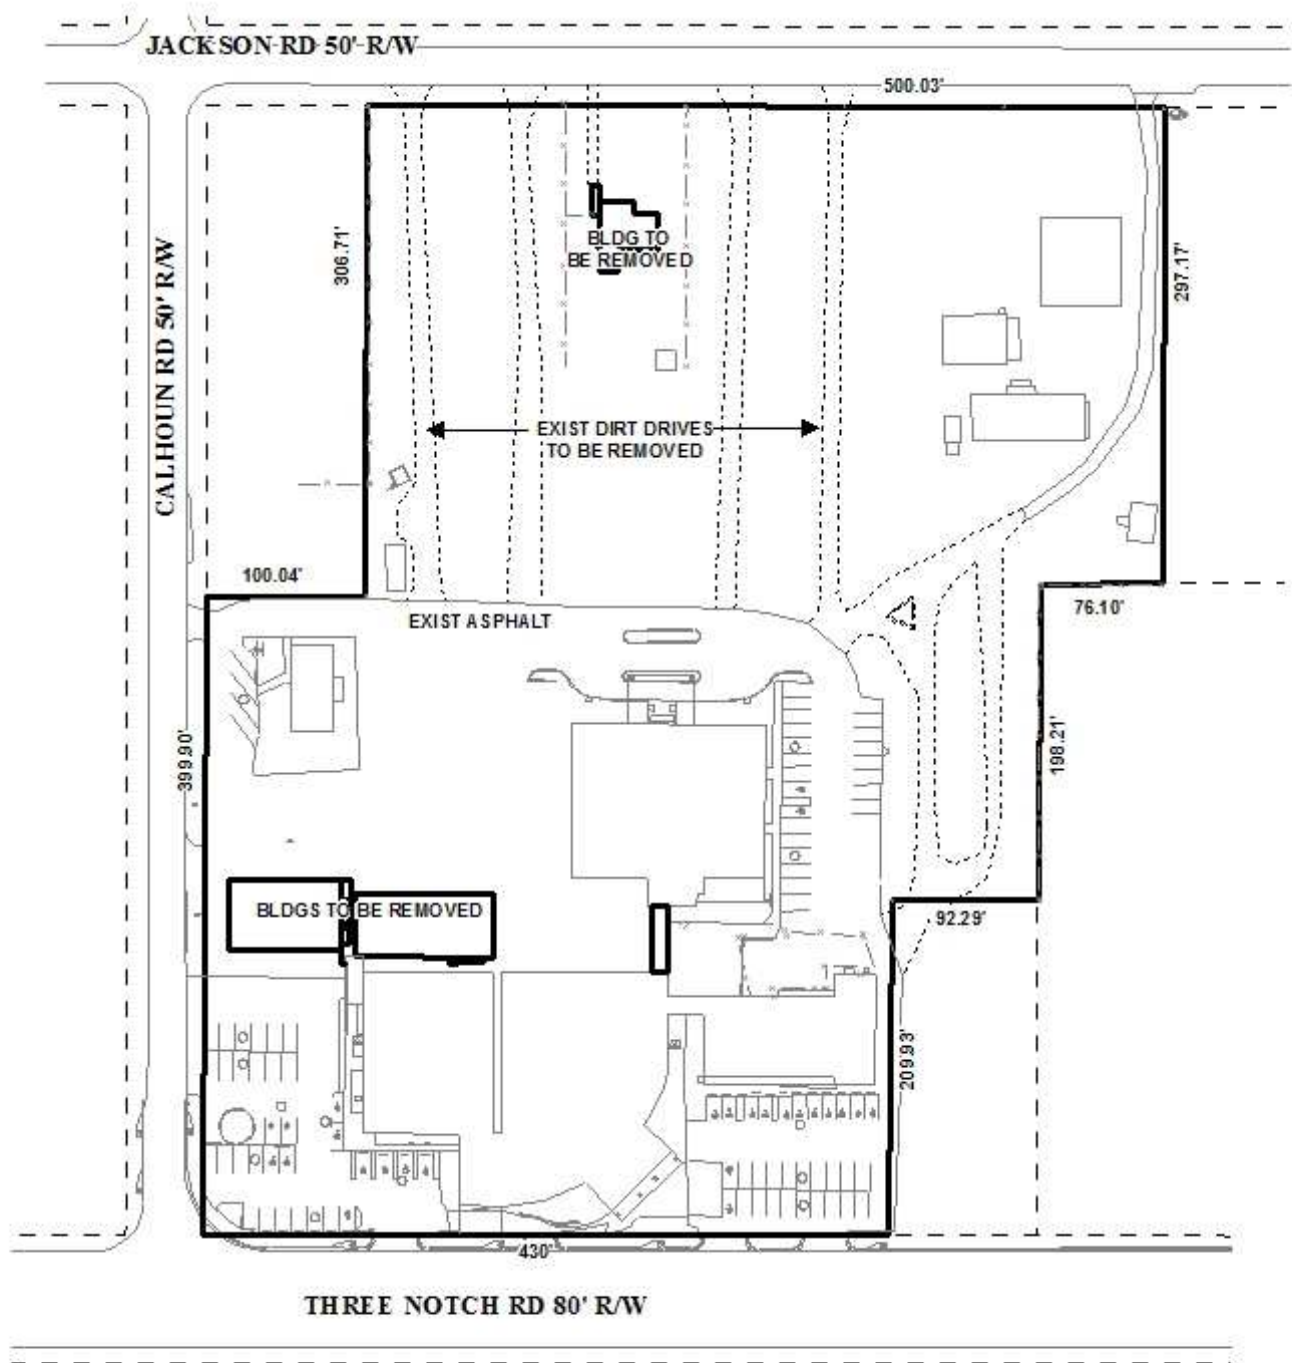 JACKSON RD 50' R/W
500.03'
306.71'
CALHOUN RD 50' R/W
BLDG TO
BE REMOVED
297.17'
EXIST DIRT DRIVES
TO BE REMOVED
100.04'
EXIST ASPHALT
76.10'
399.90'
198.21'
BLDGS TO BE REMOVED
92.29'
209.93'
430'
THREE NOTCH RD 80' R/W